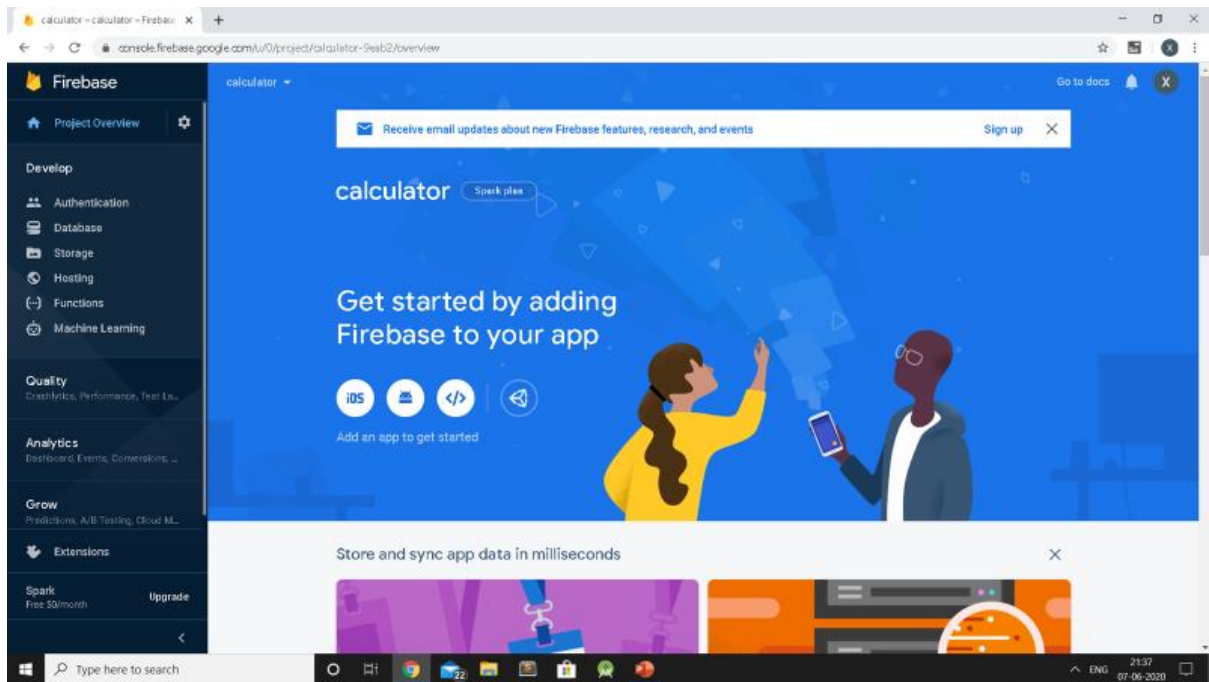 calculator – calculator – Firebase
console.firebase.google.com/u/0/project/calculator-9eab2/overview
Firebase
calculator
Go to docs
X
Project Overview
Receive email updates about new Firebase features, research, and events
Sign up
Develop
calculator
Spark plan
Authentication
Database
Storage
Hosting
Functions
Machine Learning
Get started by adding
Firebase to your app
iOS
</>
Add an app to get started
Quality
Crashlytics, Performance, Test La...
Analytics
Dashboard, Events, Conversions, ...
Grow
Predictions, A/B Testing, Cloud M...
Extensions
Store and sync app data in milliseconds
Spark
Free $0/month
Upgrade
Type here to search
22
ENG
21:37
07-06-2020